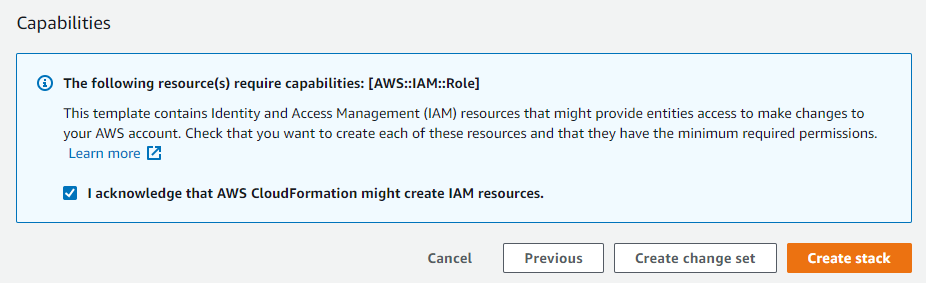 Capabilities
The following resource(s) require capabilities: [AWS::IAM::Role]
This template contains Identity and Access Management (IAM) resources that might provide entities access to make changes to
your AWS account. Check that you want to create each of these resources and that they have the minimum required permissions.
Learn more
I acknowledge that AWS CloudFormation might create IAM resources.
Cancel Previous Create change set Create stack